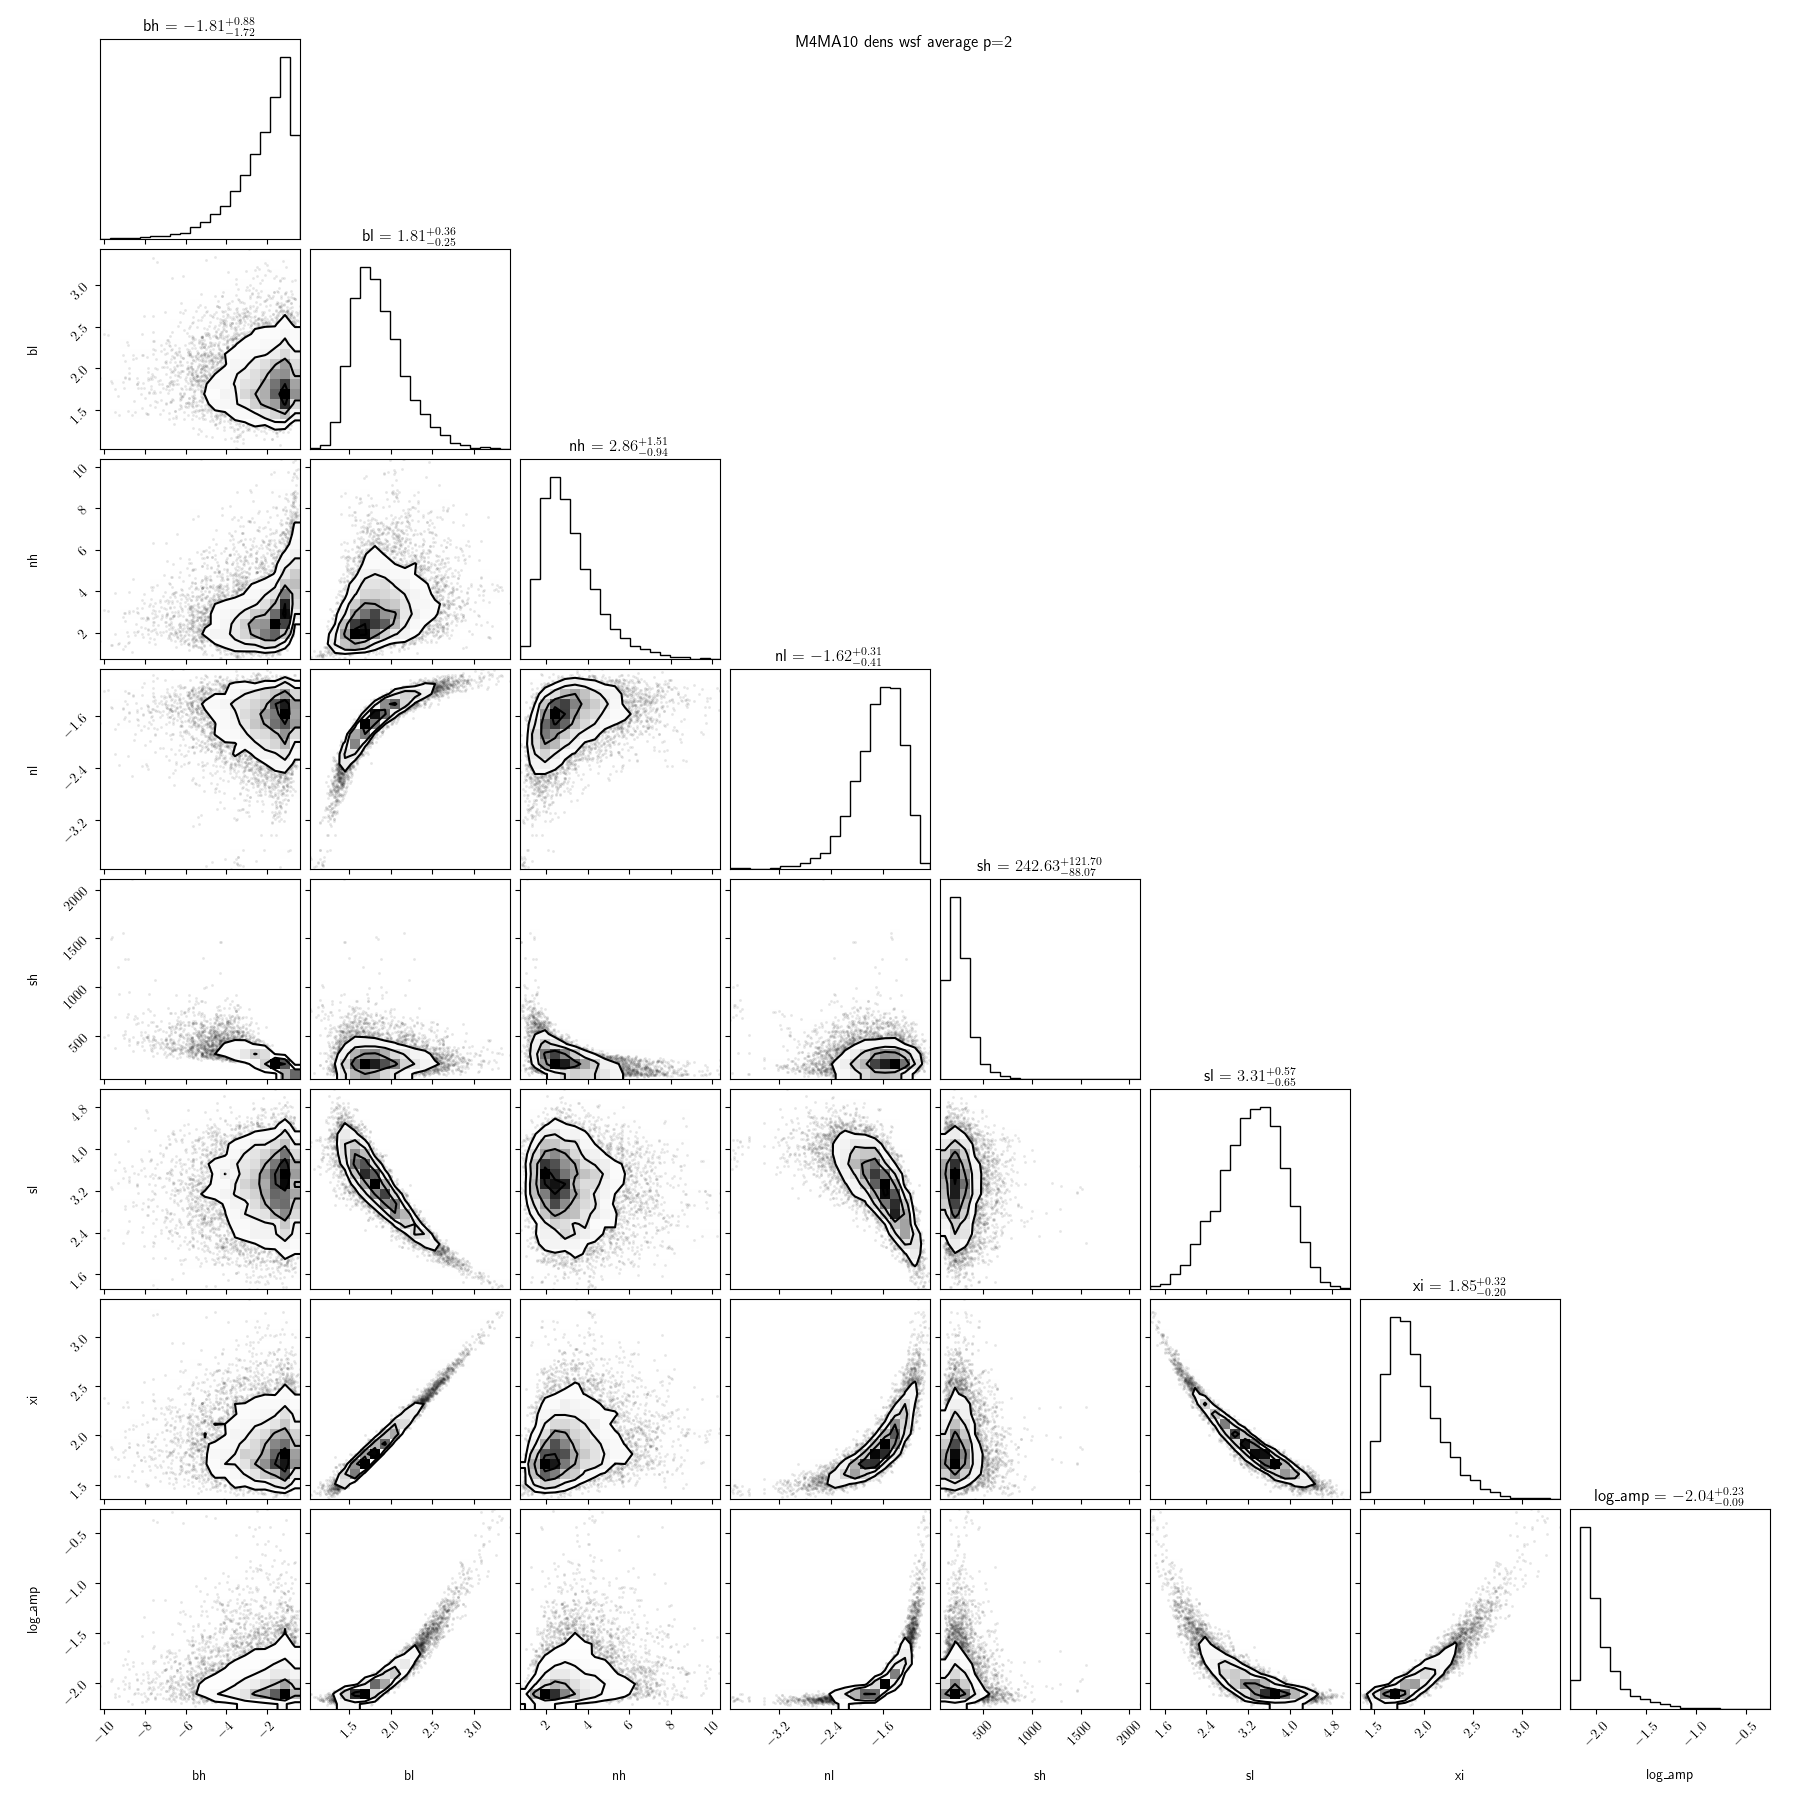 M4MA10 dens wsf average p=2
bh = −1.81+0.88 −1.72
bl = 1.81+0.36 −0.25
bl
3.0
2.5
2.0
1.5
nh = 2.86+1.51 −0.94
nh
10
8
6
4
2
nl = −1.62+0.31 −0.41
nl
−1.6
−2.4
−3.2
sh = 242.63+121.70 −88.07
sh
2000
1500
1000
500
sl = 3.31+0.57 −0.65
sl
4.8
4.0
3.2
2.4
1.6
xi = 1.85+0.32 −0.20
xi
3.0
2.5
2.0
1.5
log_amp = −2.04+0.23 −0.09
log_amp
−0.5
−1.0
−1.5
−2.0
−10 −8 −6 −4 −2
1.5 2.0 2.5 3.0
2 4 6 8 10
−3.2 −2.4 −1.6
500 1000 1500 2000
1.6 2.4 3.2 4.0 4.8
1.5 2.0 2.5 3.0
−2.0 −1.5 −1.0 −0.5
bh bl nh nl sh sl xi log_amp